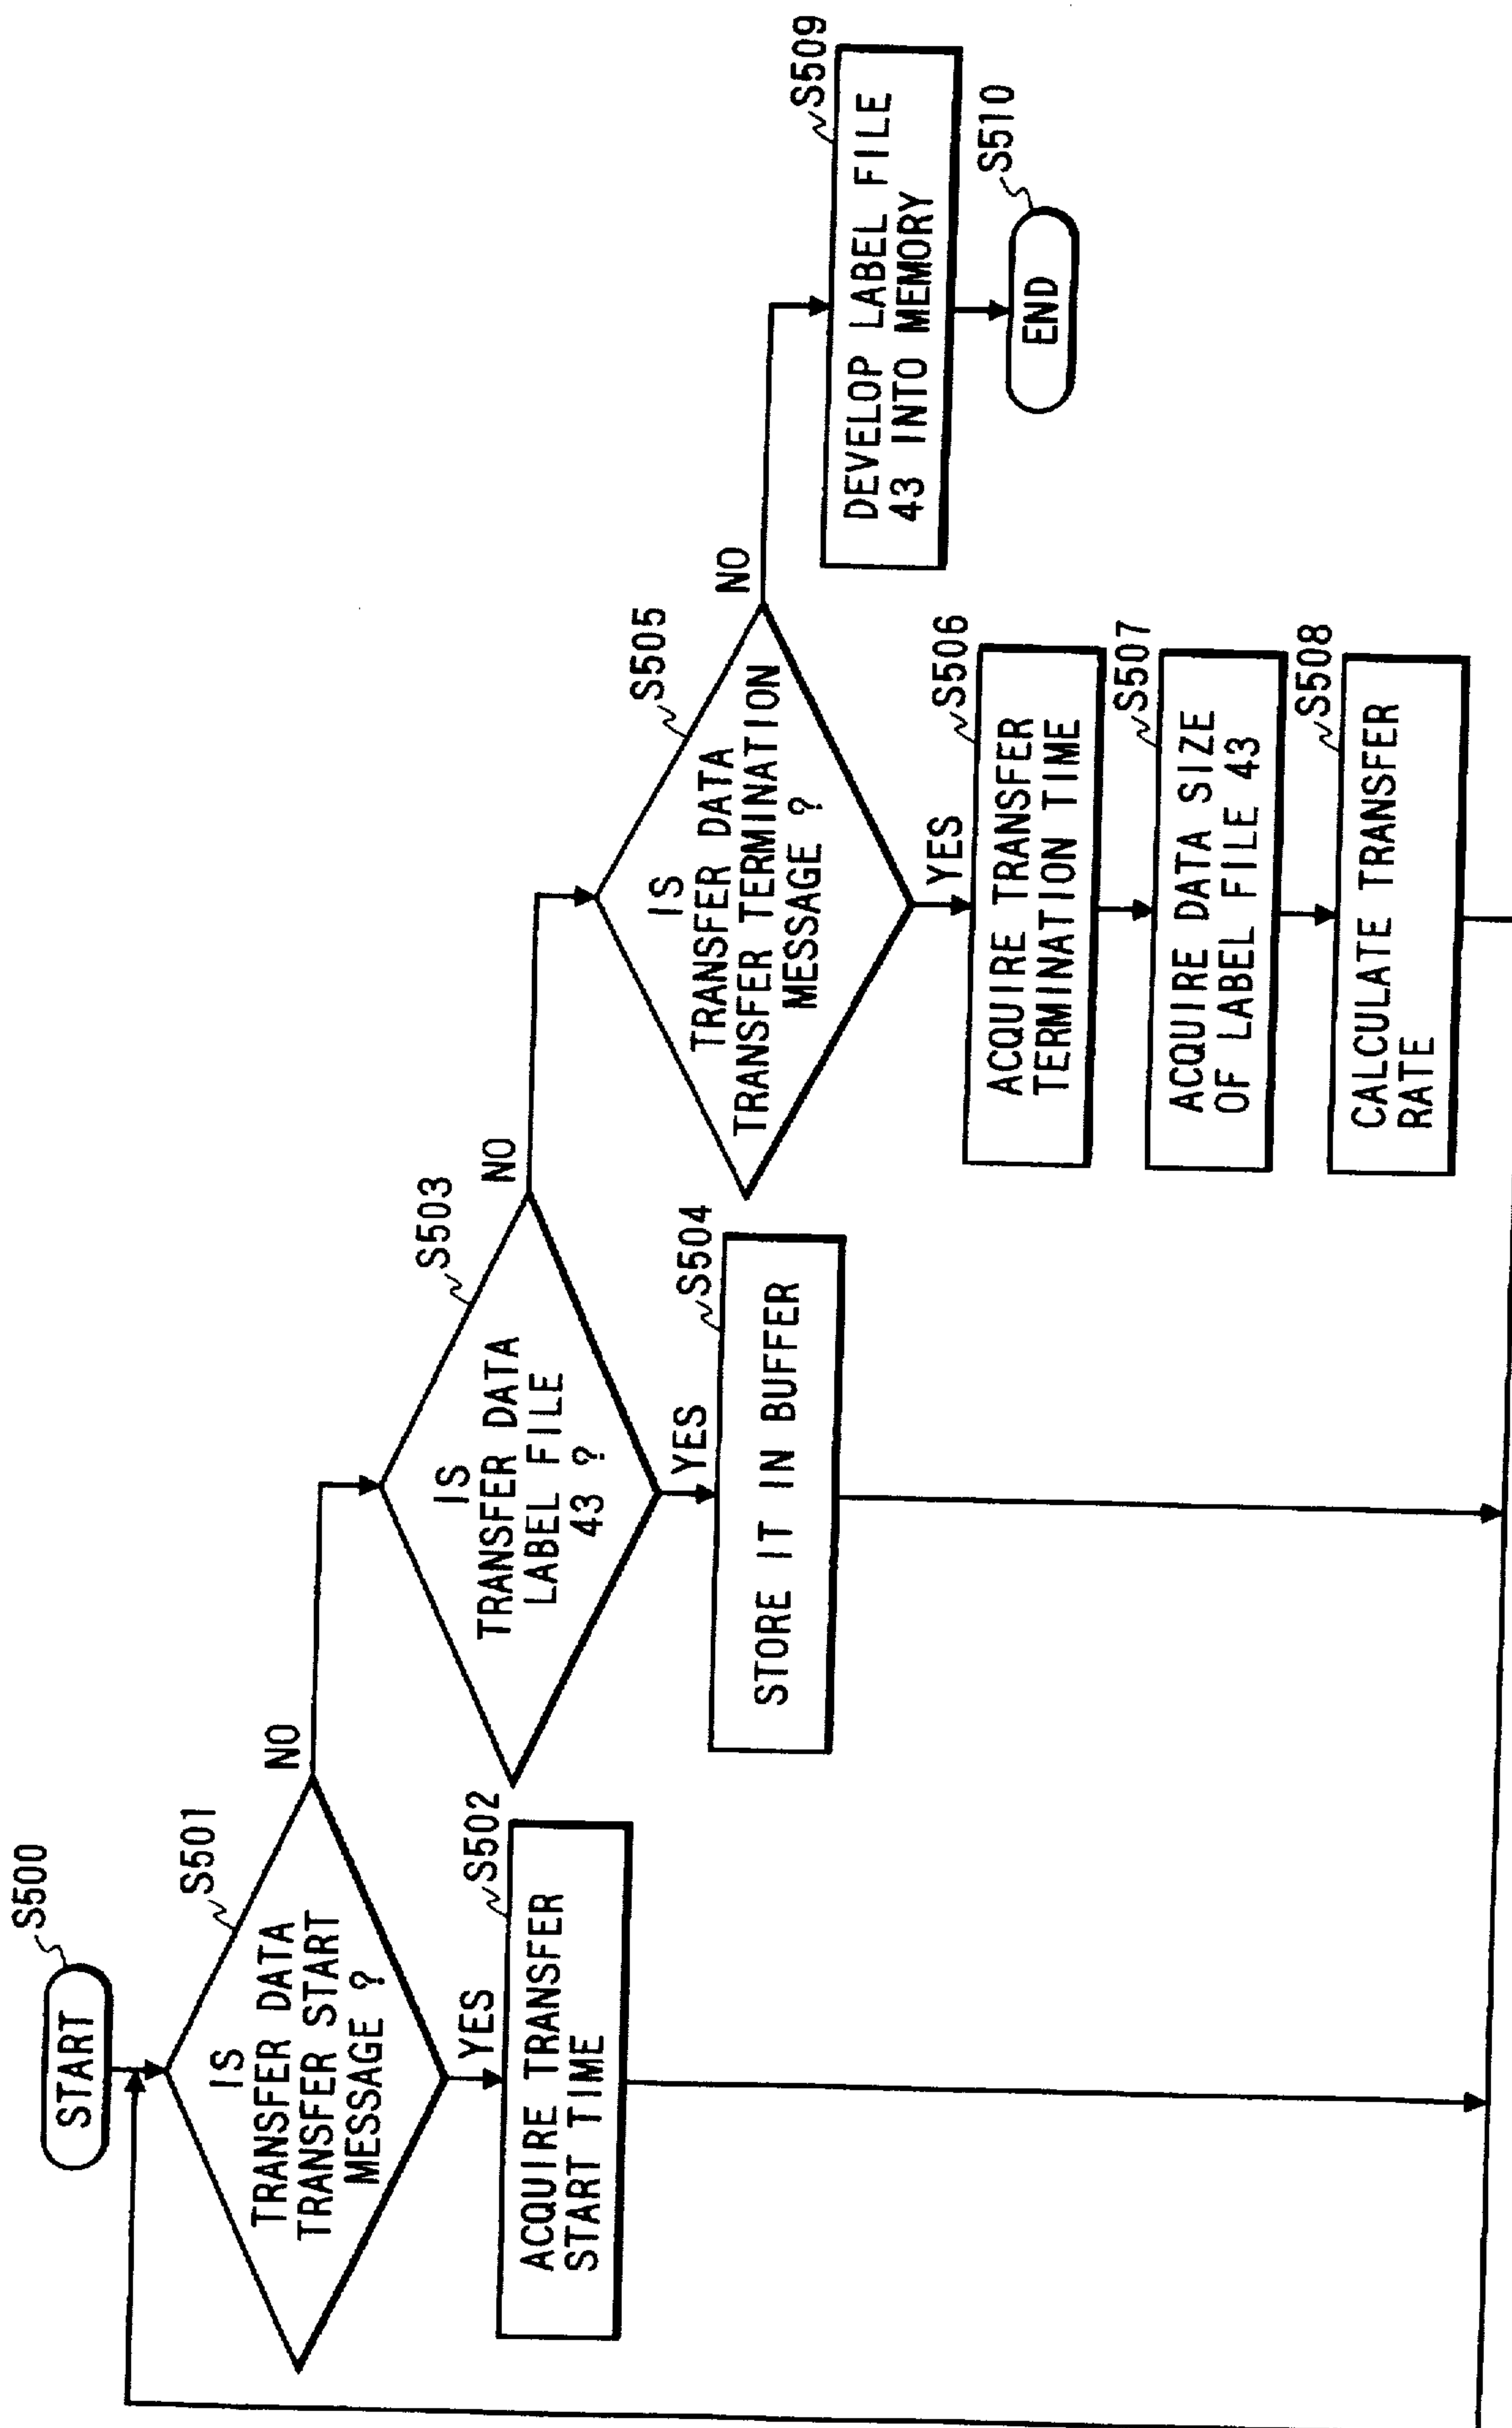 S500
START
S501
IS
TRANSFER DATA
TRANSFER START
MESSAGE ?
NO
YES
S502
ACQUIRE TRANSFER
START TIME
S503
IS
TRANSFER DATA
LABEL FILE
43 ?
NO
YES
S504
STORE IT IN BUFFER
S505
IS
TRANSFER DATA
TRANSFER TERMINATION
MESSAGE ?
NO
YES
S506
ACQUIRE TRANSFER
TERMINATION TIME
S507
ACQUIRE DATA SIZE
OF LABEL FILE 43
S508
CALCULATE TRANSFER
RATE
S509
DEVELOP LABEL FILE
43 INTO MEMORY
S510
END